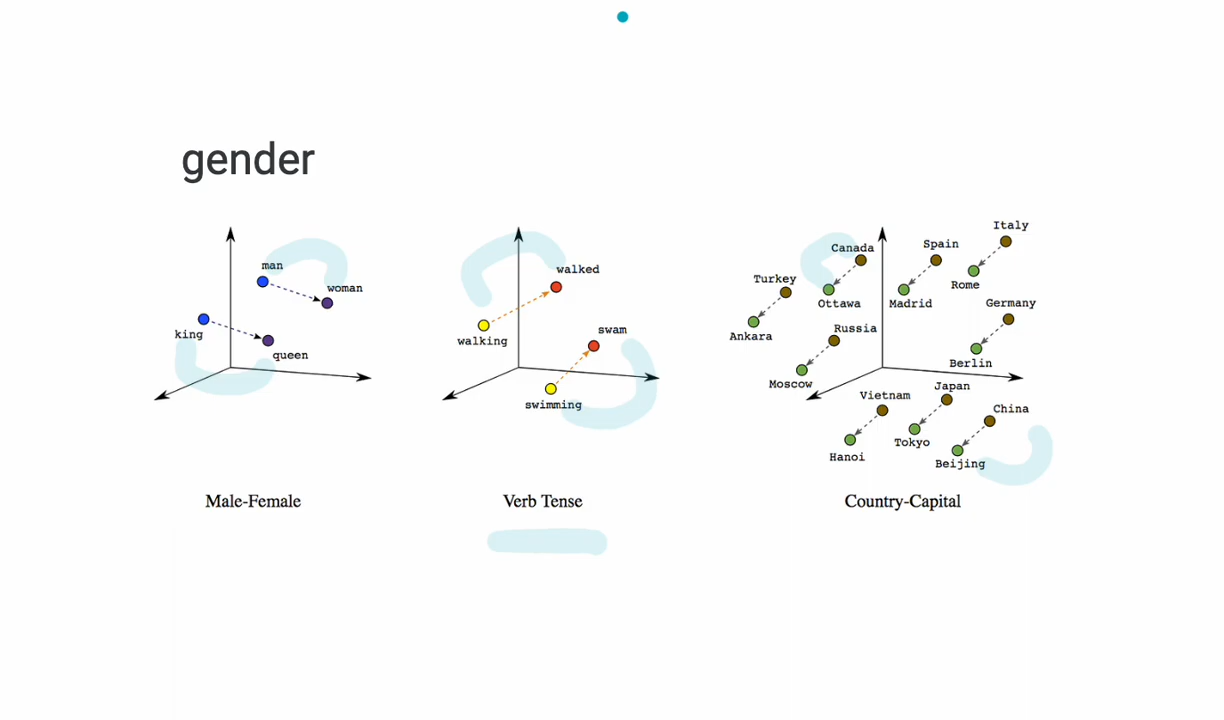 gender
man
woman
king
queen
Male-Female
walked
walking
swam
swimming
Verb Tense
Italy
Spain
Canada
Turkey
Rome
Ottawa
Madrid
Germany
Russia
Ankara
Berlin
Moscow
Japan
Vietnam
China
Tokyo
Hanoi
Beijing
Country-Capital